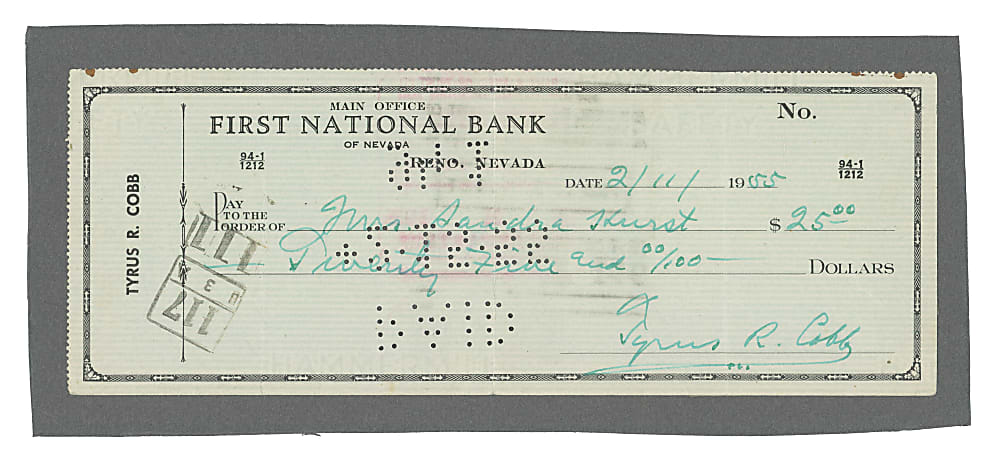 MAIN OFFICE
FIRST NATIONAL BANK
OF NEVADA
RENO, NEVADA
No.
94-1
1212
94-1
1212
DATE 2/11/ 1955
TYRUS R. COBB
PAY
TO THE
ORDER OF Mrs Sandra Hurst $ 25 00
Twenty Five and 00/100 DOLLARS
117
PAID
Tyrus R. Cobb